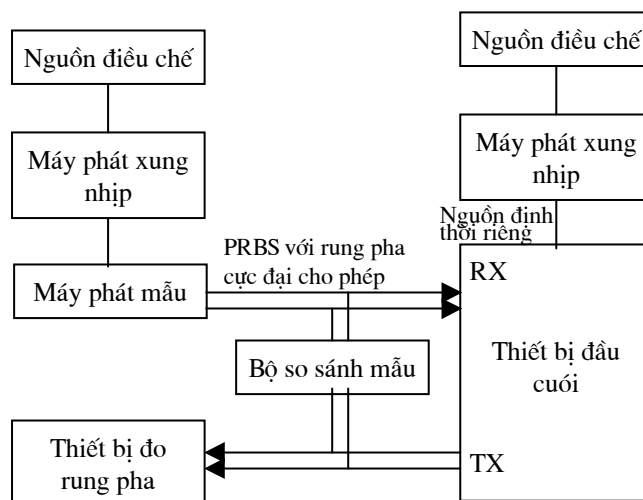 Nguồn điều chế
Nguồn điều chế
Máy phát xung
nhịp
Máy phát xung
nhịp
Nguồn định
thời riêng
PRBS với rung pha
cực đại cho phép
Máy phát mẫu
RX
Bộ so sánh mẫu
Thiết bị đầu
cuói
Thiết bị đo
rung pha
TX